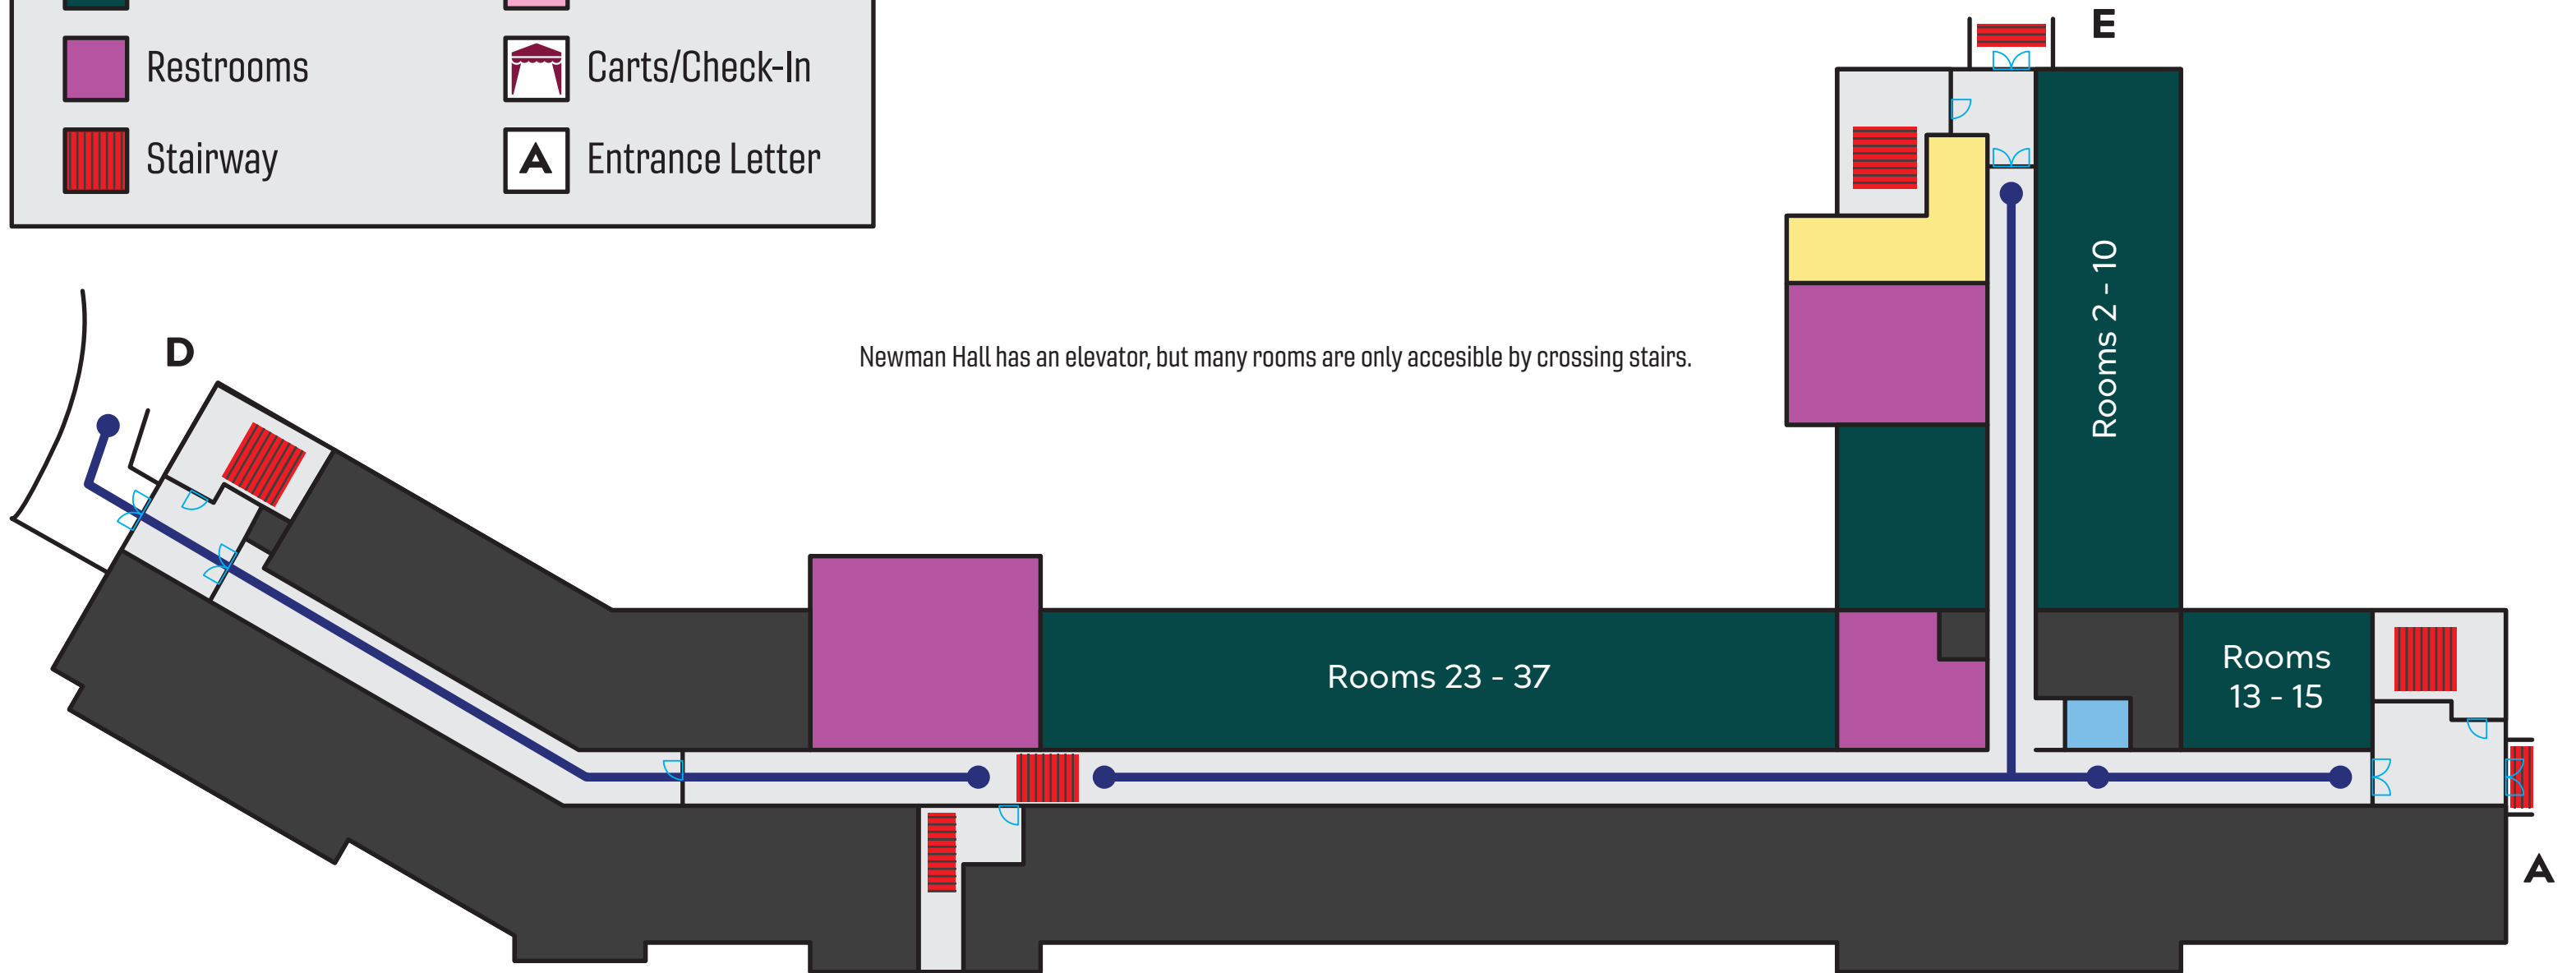 Restrooms
Carts/Check-In
Stairway
A
Entrance Letter
E
D
Newman Hall has an elevator, but many rooms are only accesible by crossing stairs.
Rooms 2 - 10
Rooms 23 - 37
Rooms
13 - 15
A